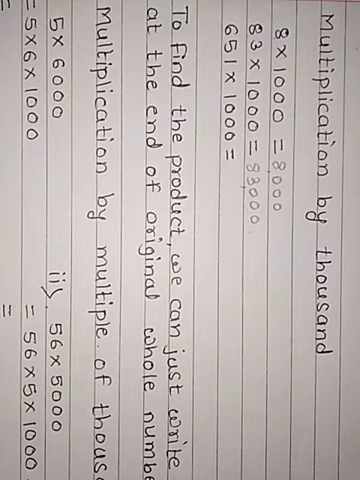 Multiplication by thousand
8 × 1000 = 8000
83 × 1000 = 83000
651 × 1000 =
To find the product, we can just write
at the end of original whole numbe
Multiplication by multiple of thous
5 × 6000 ii) 56 × 5000
= 5 × 6 × 1000 = 56 × 5 × 1000
= =